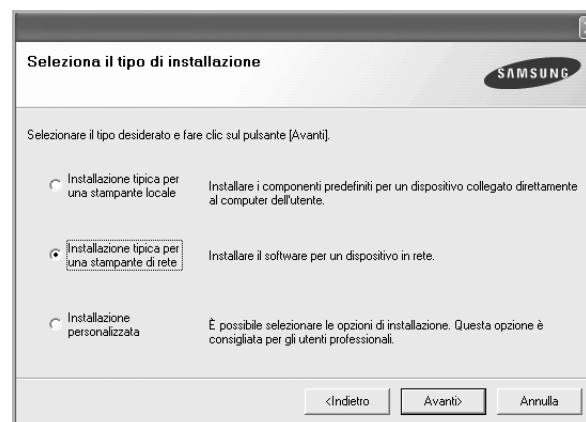 Seleziona il tipo di installazione
SAMSUNG
Selezionare il tipo desiderato e fare clic sul pulsante [Avanti].
Installazione tipica per
una stampante locale
Installare i componenti predefiniti per un dispositivo collegato direttamente
al computer dell'utente.
Installazione tipica per
una stampante di rete
Installare il software per un dispositivo in rete.
Installazione
personalizzata
È possibile selezionare le opzioni di installazione. Questa opzione è
consigliata per gli utenti professionali.
<Indietro
Avanti>
Annulla